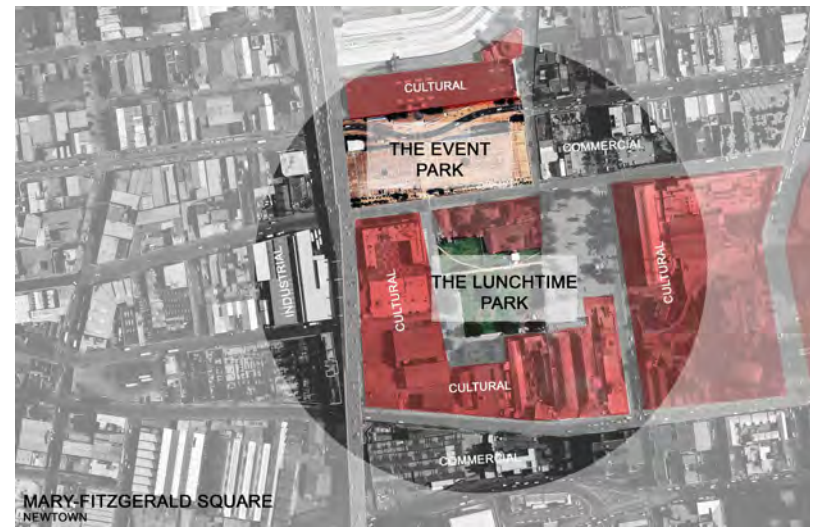 CULTURAL
THE EVENT
PARK
COMMERCIAL
INDUSTRIAL
CULTURAL
THE LUNCHTIME
PARK
CULTURAL
CULTURAL
COMMERCIAL
MARY-FITZGERALD SQUARE
NEWTOWN